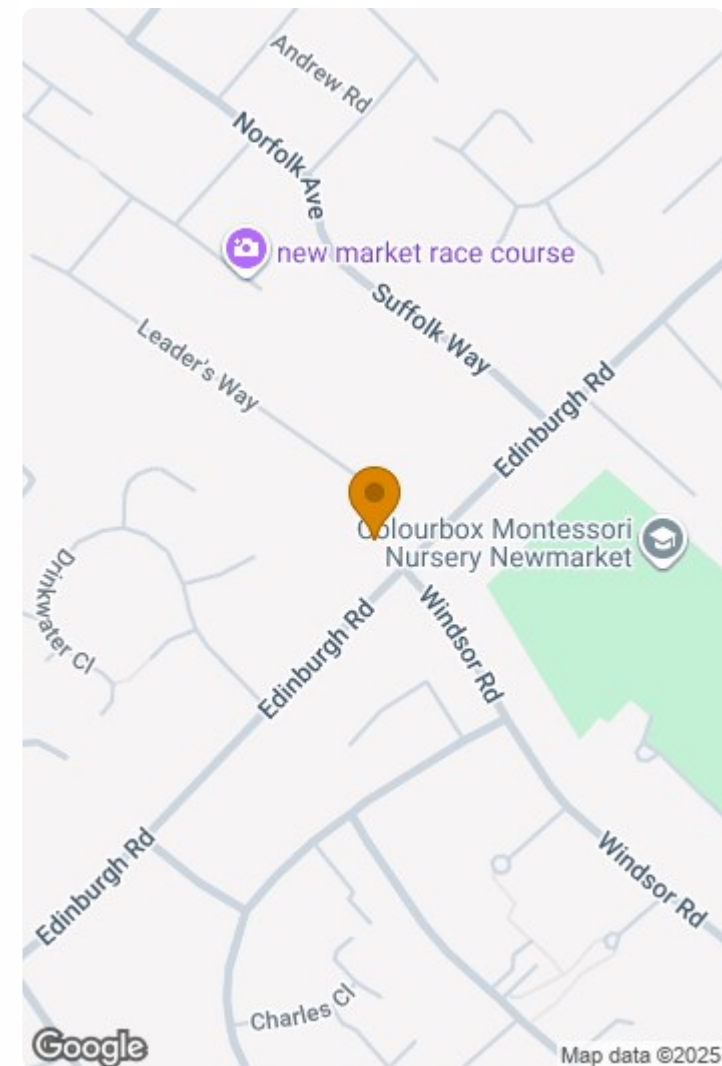 Andrew Rd
Norfolk Ave
new market race course
Suffolk Way
Leader's Way
Edinburgh Rd
Colourbox Montessori
Nursery Newmarket
Drinkwater Cl
Edinburgh Rd
Windsor Rd
Edinburgh Rd
Windsor Rd
Charles Cl
Google
Map data ©2025